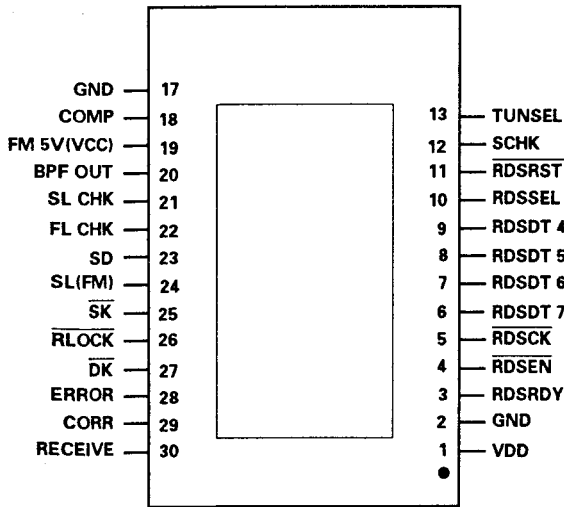 GND 17
COMP 18
FM 5V(VCC) 19
BPF OUT 20
SL CHK 21
FL CHK 22
SD 23
SL(FM) 24
SK 25
RLOCK 26
DK 27
ERROR 28
CORR 29
RECEIVE 30
13 TUNSEL
12 SCHK
11 RDSRST
10 RDSSEL
9 RDSDT 4
8 RDSDT 5
7 RDSDT 6
6 RDSDT 7
5 RDSCK
4 RDSEN
3 RDSRDY
2 GND
1 VDD